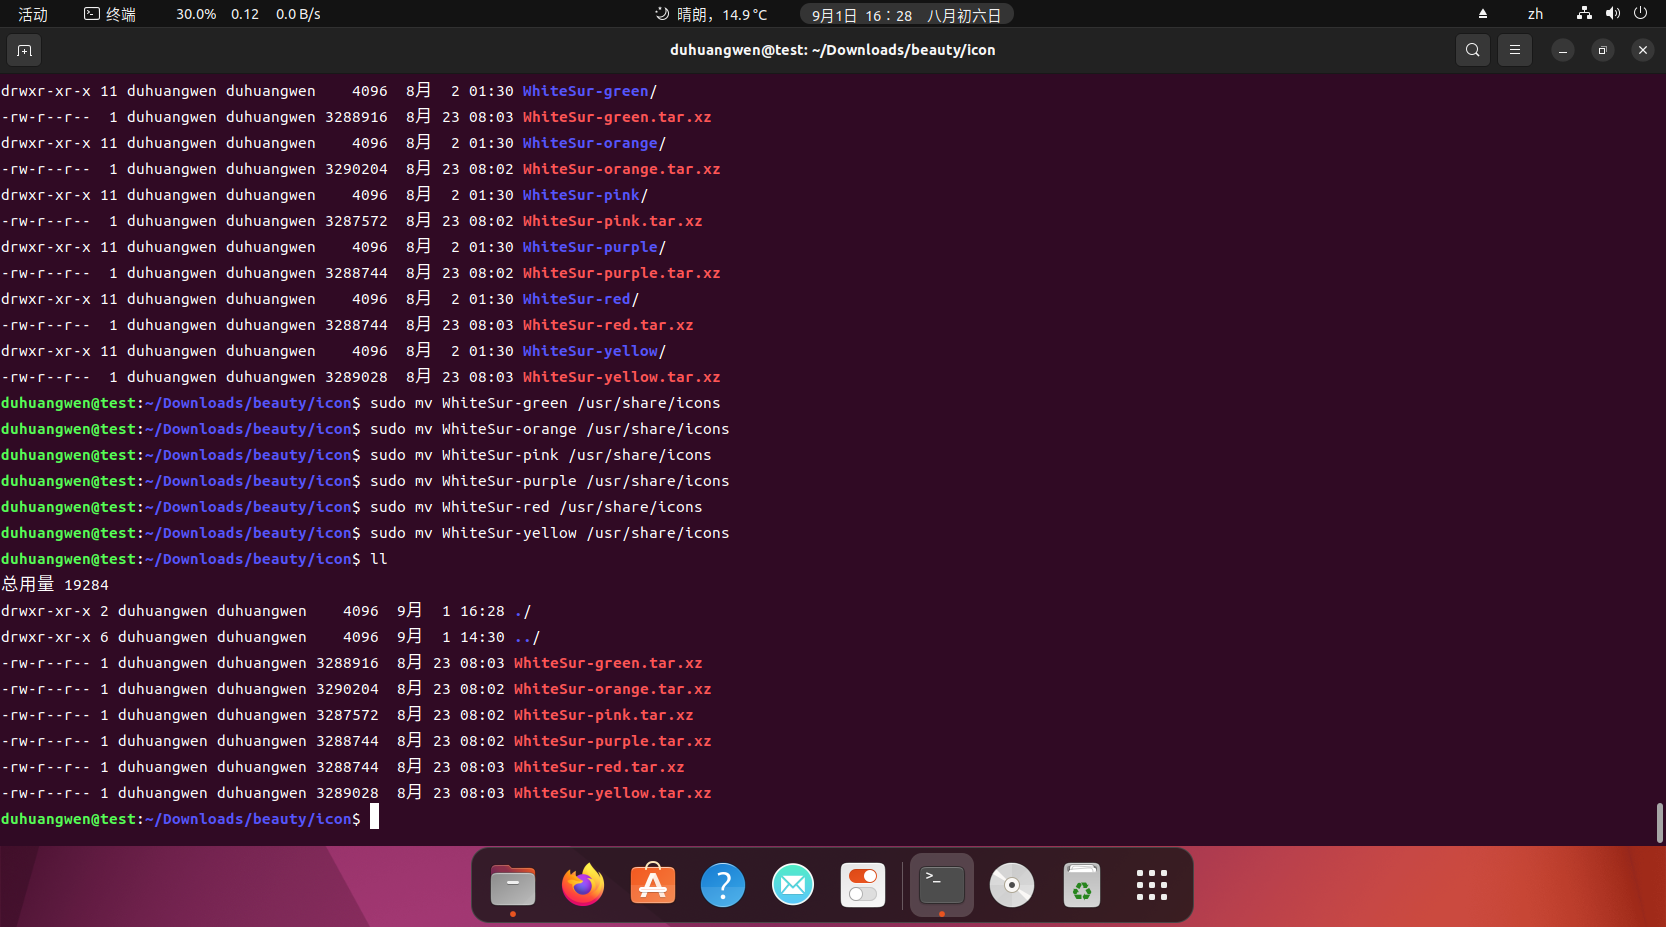 活动 终端 30.0% 0.12 0.0 B/s 晴朗，14.9 °C 9月1日 16：28 八月初六日 zh
duhuangwen@test: ~/Downloads/beauty/icon
drwxr-xr-x 11 duhuangwen duhuangwen    4096  8月  2 01:30 WhiteSur-green/
-rw-r--r--  1 duhuangwen duhuangwen 3288916  8月 23 08:03 WhiteSur-green.tar.xz
drwxr-xr-x 11 duhuangwen duhuangwen    4096  8月  2 01:30 WhiteSur-orange/
-rw-r--r--  1 duhuangwen duhuangwen 3290204  8月 23 08:02 WhiteSur-orange.tar.xz
drwxr-xr-x 11 duhuangwen duhuangwen    4096  8月  2 01:30 WhiteSur-pink/
-rw-r--r--  1 duhuangwen duhuangwen 3287572  8月 23 08:02 WhiteSur-pink.tar.xz
drwxr-xr-x 11 duhuangwen duhuangwen    4096  8月  2 01:30 WhiteSur-purple/
-rw-r--r--  1 duhuangwen duhuangwen 3288744  8月 23 08:02 WhiteSur-purple.tar.xz
drwxr-xr-x 11 duhuangwen duhuangwen    4096  8月  2 01:30 WhiteSur-red/
-rw-r--r--  1 duhuangwen duhuangwen 3288744  8月 23 08:03 WhiteSur-red.tar.xz
drwxr-xr-x 11 duhuangwen duhuangwen    4096  8月  2 01:30 WhiteSur-yellow/
-rw-r--r--  1 duhuangwen duhuangwen 3289028  8月 23 08:03 WhiteSur-yellow.tar.xz
duhuangwen@test:~/Downloads/beauty/icon$ sudo mv WhiteSur-green /usr/share/icons
duhuangwen@test:~/Downloads/beauty/icon$ sudo mv WhiteSur-orange /usr/share/icons
duhuangwen@test:~/Downloads/beauty/icon$ sudo mv WhiteSur-pink /usr/share/icons
duhuangwen@test:~/Downloads/beauty/icon$ sudo mv WhiteSur-purple /usr/share/icons
duhuangwen@test:~/Downloads/beauty/icon$ sudo mv WhiteSur-red /usr/share/icons
duhuangwen@test:~/Downloads/beauty/icon$ sudo mv WhiteSur-yellow /usr/share/icons
duhuangwen@test:~/Downloads/beauty/icon$ ll
总用量 19284
drwxr-xr-x 2 duhuangwen duhuangwen    4096  9月  1 16:28 ./
drwxr-xr-x 6 duhuangwen duhuangwen    4096  9月  1 14:30 ../
-rw-r--r-- 1 duhuangwen duhuangwen 3288916  8月 23 08:03 WhiteSur-green.tar.xz
-rw-r--r-- 1 duhuangwen duhuangwen 3290204  8月 23 08:02 WhiteSur-orange.tar.xz
-rw-r--r-- 1 duhuangwen duhuangwen 3287572  8月 23 08:02 WhiteSur-pink.tar.xz
-rw-r--r-- 1 duhuangwen duhuangwen 3288744  8月 23 08:02 WhiteSur-purple.tar.xz
-rw-r--r-- 1 duhuangwen duhuangwen 3288744  8月 23 08:03 WhiteSur-red.tar.xz
-rw-r--r-- 1 duhuangwen duhuangwen 3289028  8月 23 08:03 WhiteSur-yellow.tar.xz
duhuangwen@test:~/Downloads/beauty/icon$